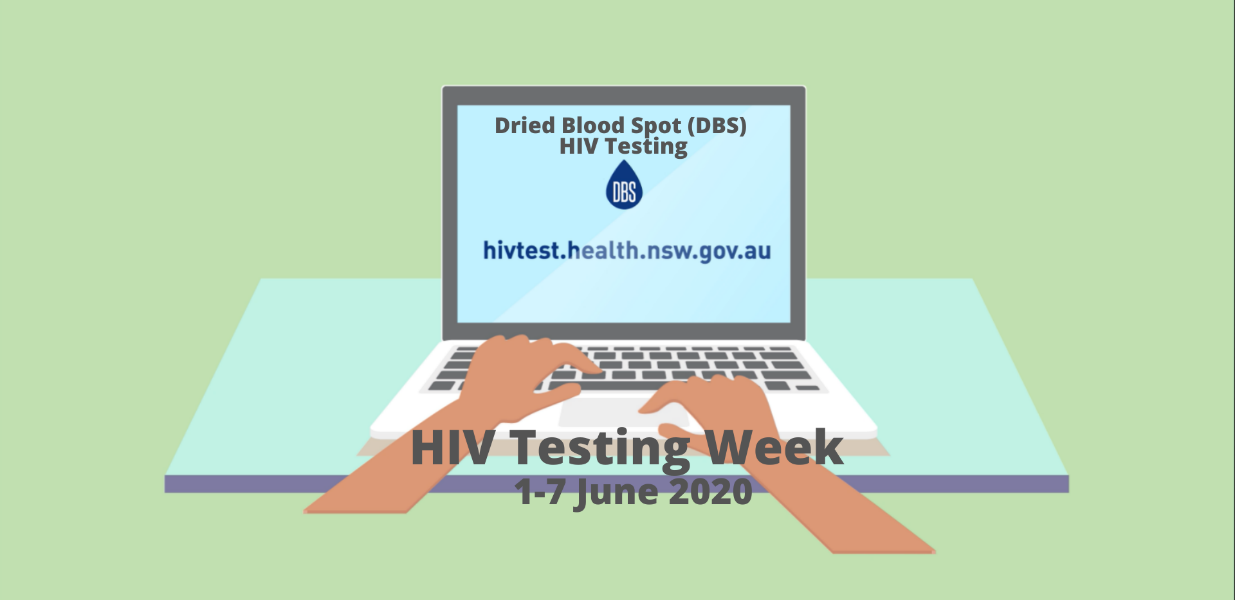 Dried Blood Spot (DBS)
HIV Testing
DBS
hivtest.health.nsw.gov.au
HIV Testing Week
1-7 June 2020